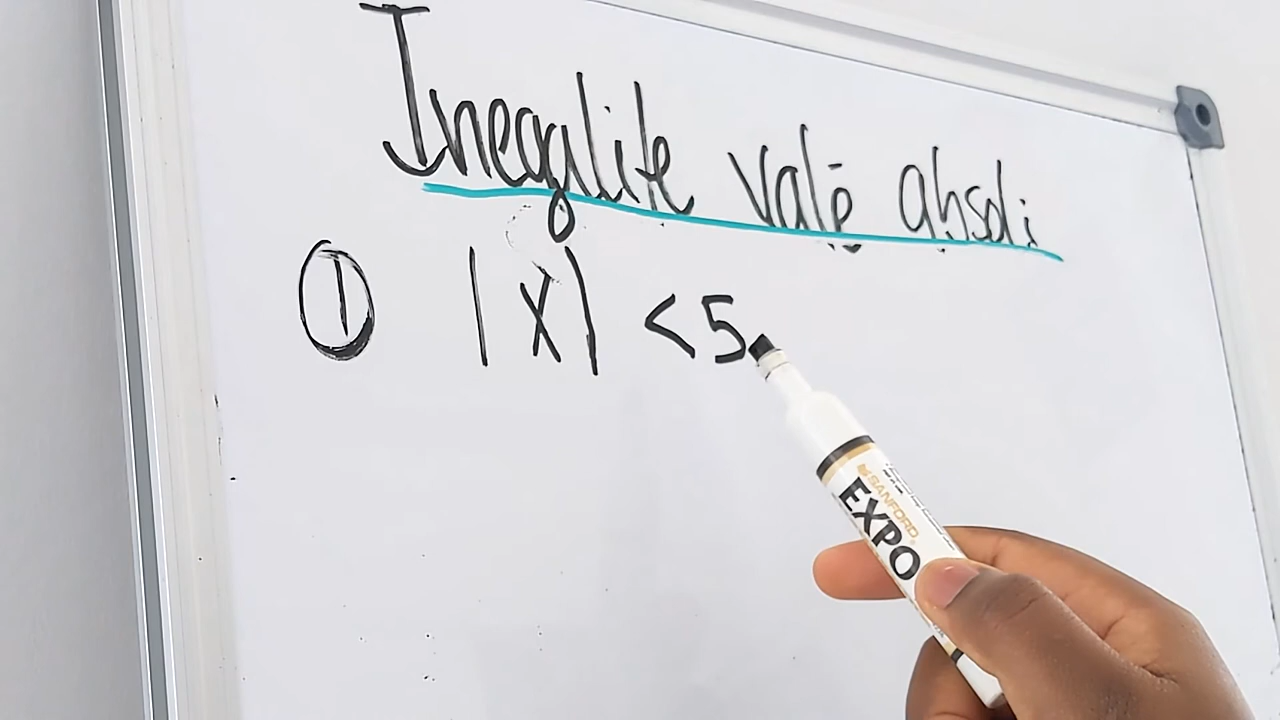 Inegalite valè absoli
① |x| < 5
SANFORD®
EXPO